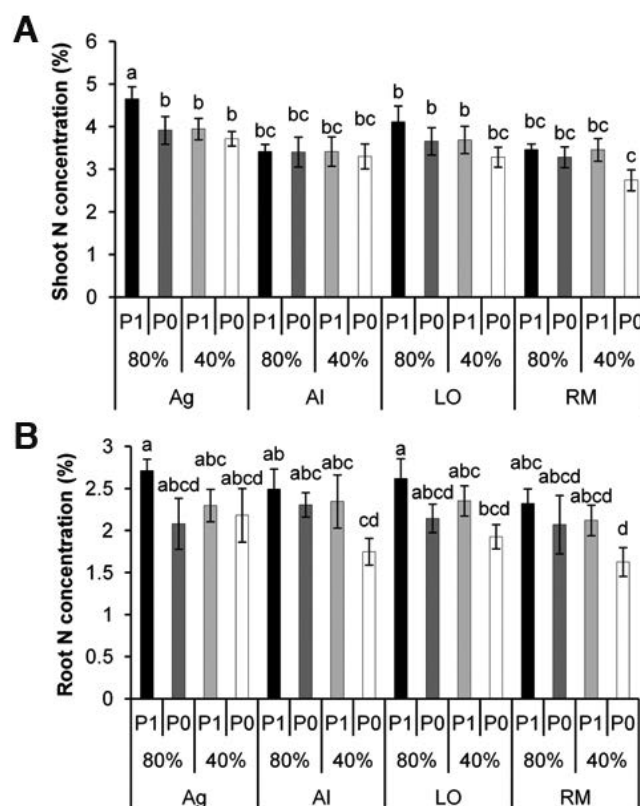 A
Shoot N concentration (%)
6
5
4
3
2
1
0
a b b b bc bc bc bc b b b bc bc bc bc c
P1 P0 P1 P0 P1 P0 P1 P0 P1 P0 P1 P0 P1 P0 P1 P0
80% 40% 80% 40% 80% 40% 80% 40%
Ag Al LO RM
B
Root N concentration (%)
3
2.5
2
1.5
1
0.5
0
a abcd abc abcd ab abc abc cd a abcd abc bcd abc abcd abcd d
P1 P0 P1 P0 P1 P0 P1 P0 P1 P0 P1 P0 P1 P0 P1 P0
80% 40% 80% 40% 80% 40% 80% 40%
Ag Al LO RM